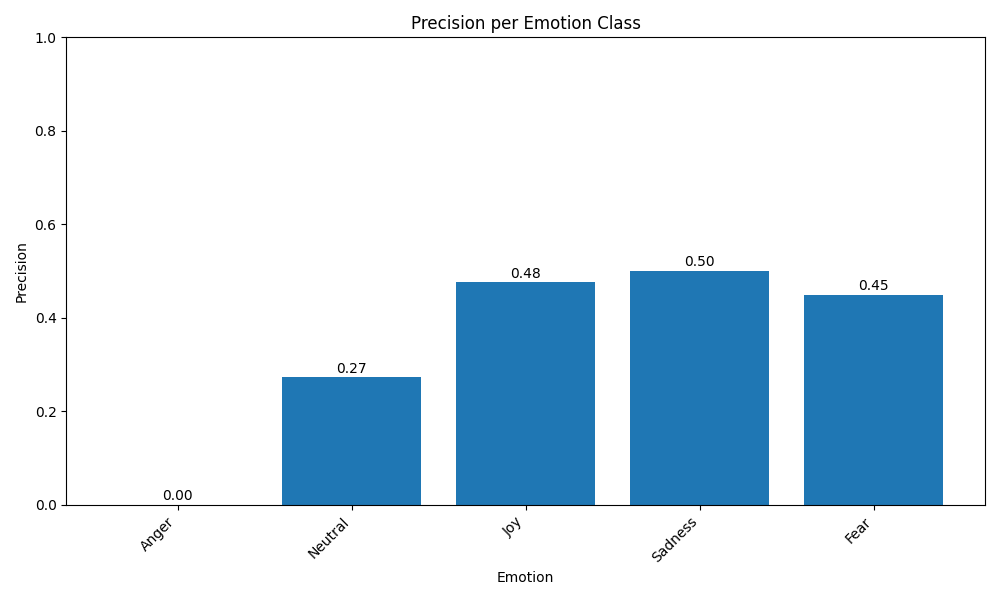 Precision per Emotion Class
Precision
1.0
0.8
0.6
0.4
0.2
0.0
0.00
0.27
0.48
0.50
0.45
Anger
Neutral
Joy
Sadness
Fear
Emotion